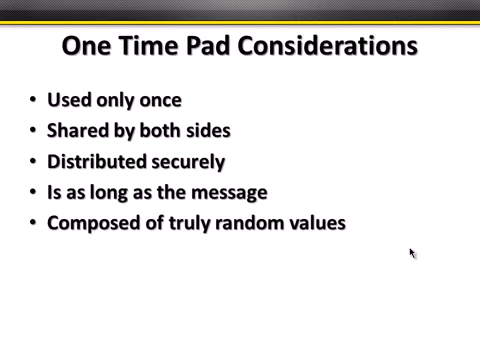 One Time Pad Considerations
• Used only once
• Shared by both sides
• Distributed securely
• Is as long as the message
• Composed of truly random values